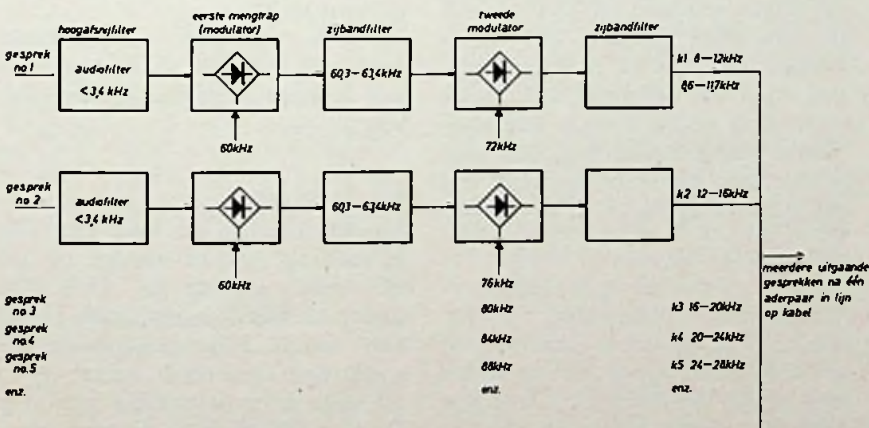 hoogafsnijfilter
eerste mengtrap
(modulator)
zijbandfilter
tweede
modulator
zijbandfilter
gesprek
no.1
audiofilter
<3,4 kHz
60,3–63,4kHz
k1 8–12kHz
8,6–11,7kHz
60kHz
72kHz
gesprek
no.2
audiofilter
<3,4 kHz
60,3–63,4kHz
k2 12–16kHz
60kHz
76kHz
meerdere uitgaande
gesprekken na één
aderpaar in lijn
op kabel
gesprek
no.3
80kHz
k3 16–20kHz
gesprek
no.4
84kHz
k4 20–24kHz
gesprek
no.5
88kHz
k5 24–28kHz
enz.
enz.
enz.